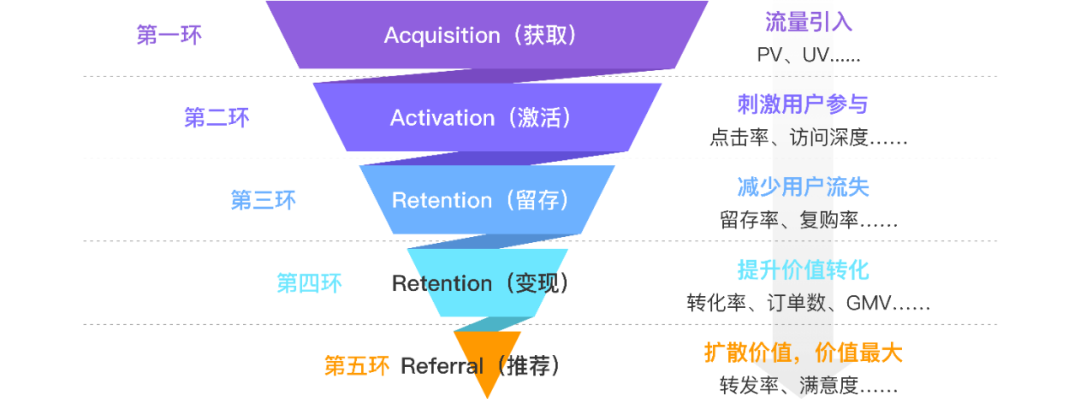 第一环
Acquisition（获取）
流量引入
PV、UV......
第二环
Activation（激活）
刺激用户参与
点击率、访问深度……
第三环
Retention（留存）
减少用户流失
留存率、复购率……
第四环
Retention（变现）
提升价值转化
转化率、订单数、GMV……
第五环
Referral（推荐）
扩散价值，价值最大
转发率、满意度……